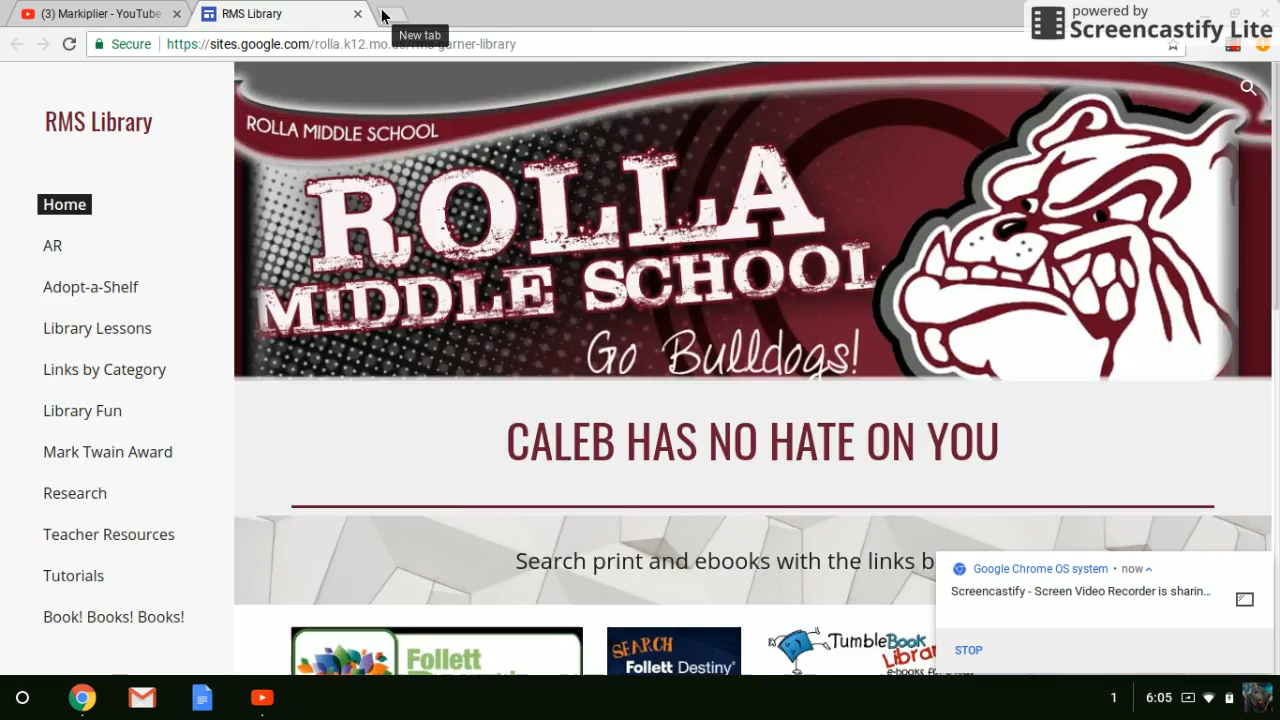 (3) Markiplier - YouTube
RMS Library
New tab
powered by
Screencastify Lite
Secure
https://sites.google.com/rolla.k12.mo.us/rms-garner-library
RMS Library
Home
AR
Adopt-a-Shelf
Library Lessons
Links by Category
Library Fun
Mark Twain Award
Research
Teacher Resources
Tutorials
Book! Books! Books!
ROLLA MIDDLE SCHOOL
ROLLA
MIDDLE SCHOOL
Go Bulldogs!
CALEB HAS NO HATE ON YOU
Search print and ebooks with the links b
Follett
SEARCH
Follett Destiny®
TumbleBook
Librar
Google Chrome OS system • now
Screencastify - Screen Video Recorder is sharin...
STOP
1
6:05